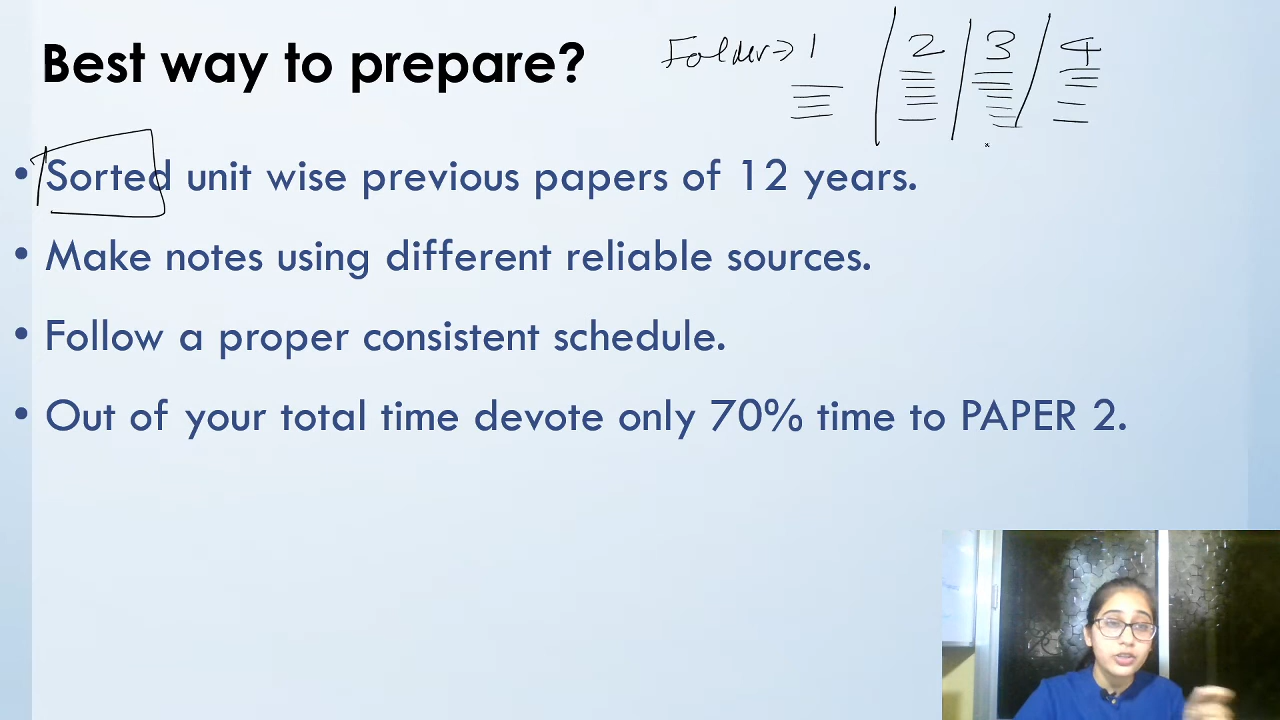 Best way to prepare?
Folder→ 1 2 3 4
• Sorted unit wise previous papers of 12 years.
• Make notes using different reliable sources.
• Follow a proper consistent schedule.
• Out of your total time devote only 70% time to PAPER 2.